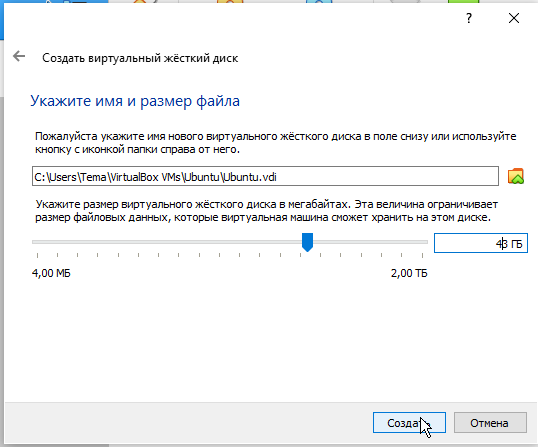 ?
Создать виртуальный жёсткий диск
Укажите имя и размер файла
Пожалуйста укажите имя нового виртуального жёсткого диска в поле снизу или используйте
кнопку с иконкой папки справа от него.
C:\Users\Tema\VirtualBox VMs\Ubuntu\Ubuntu.vdi
Укажите размер виртуального жёсткого диска в мегабайтах. Эта величина ограничивает
размер файловых данных, которые виртуальная машина сможет хранить на этом диске.
43 ГБ
4,00 МБ
2,00 ТБ
Создать
Отмена